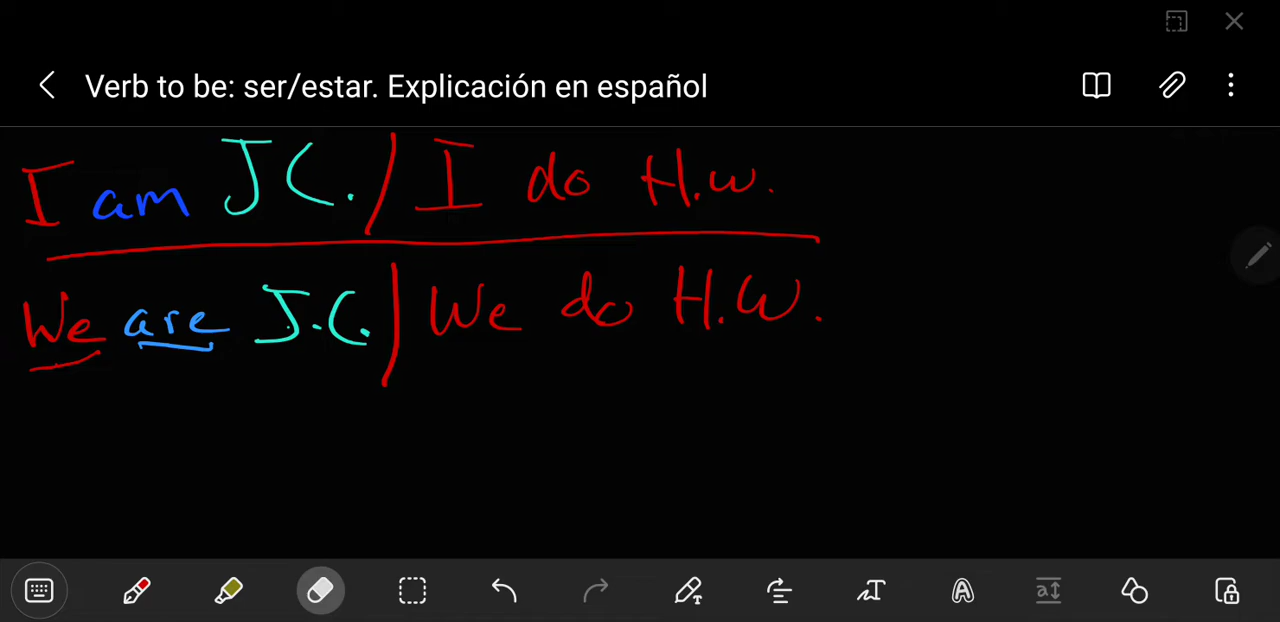 Verb to be: ser/estar. Explicación en español
I am J C. / I do H.w.
We are J.C. / We do H.W.